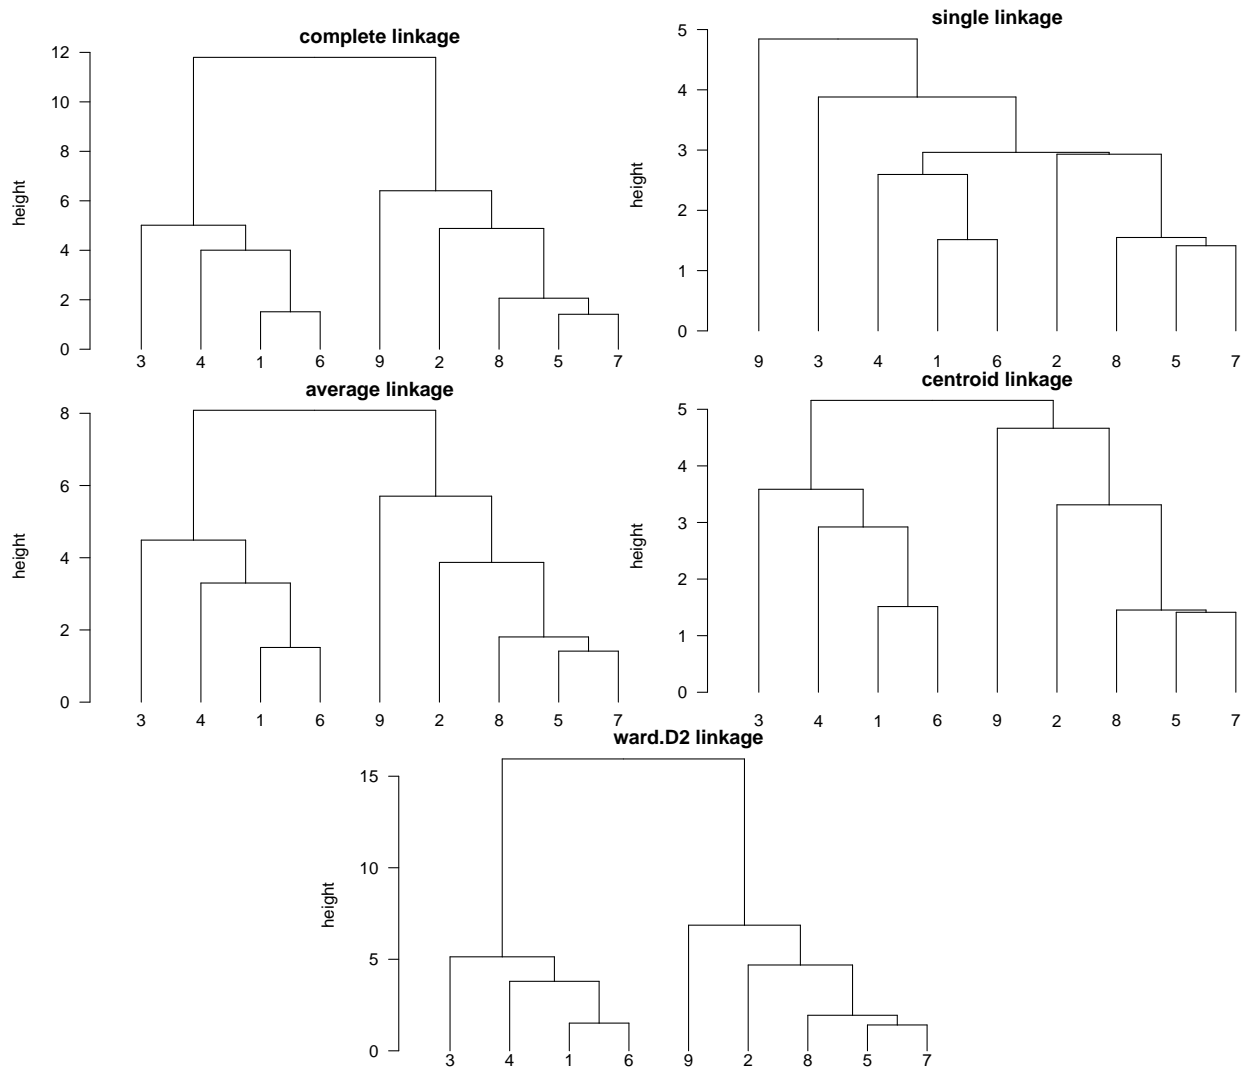 complete linkage
height
12
10
8
6
4
2
0
3 4 1 6 9 2 8 5 7
single linkage
height
5
4
3
2
1
0
9 3 4 1 6 2 8 5 7
average linkage
height
8
6
4
2
0
3 4 1 6 9 2 8 5 7
centroid linkage
height
5
4
3
2
1
0
3 4 1 6 9 2 8 5 7
ward.D2 linkage
height
15
10
5
0
3 4 1 6 9 2 8 5 7